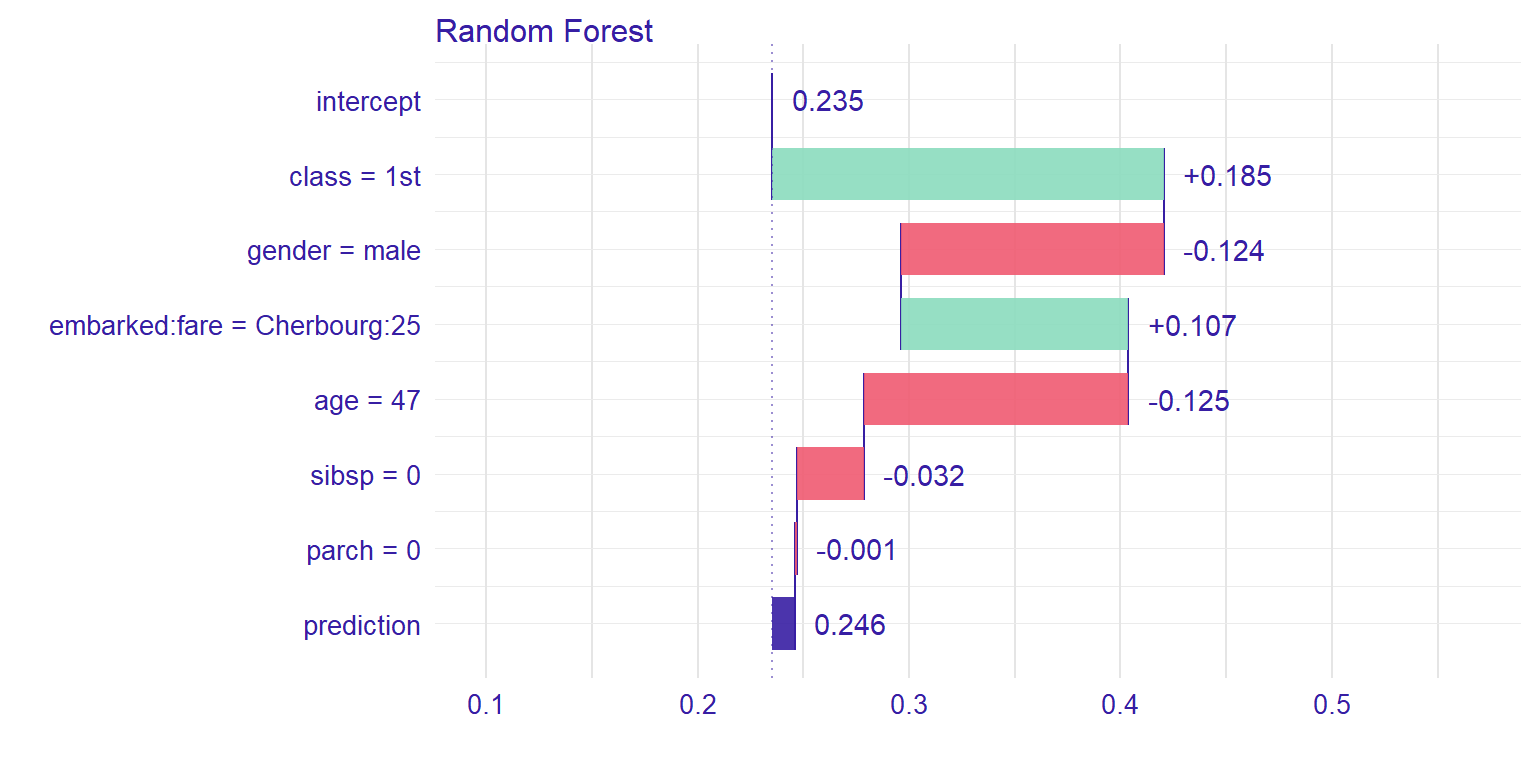 Random Forest
intercept 0.235
class = 1st +0.185
gender = male -0.124
embarked:fare = Cherbourg:25 +0.107
age = 47 -0.125
sibsp = 0 -0.032
parch = 0 -0.001
prediction 0.246
0.1 0.2 0.3 0.4 0.5